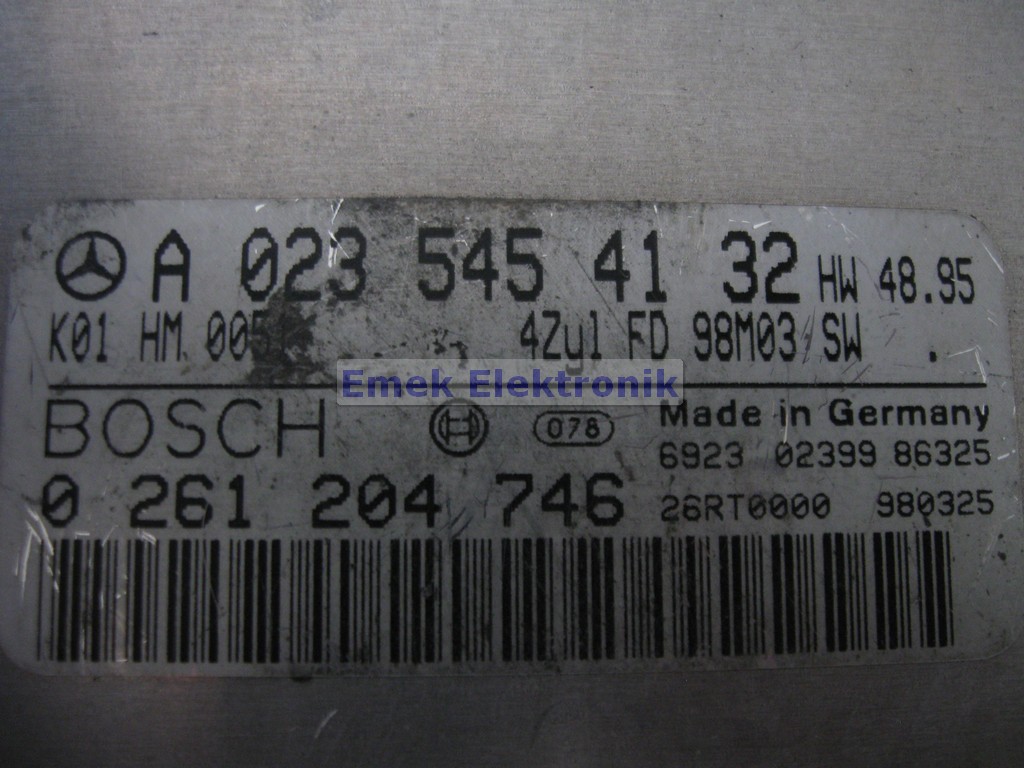 A 023 545 41 32 HW 48.95
K01 HM 005 4Zyl FD 98M03 SW .
Emek Elektronik
BOSCH 078 Made in Germany
6923 02399 86325
0 261 204 746 26RT0000 980325